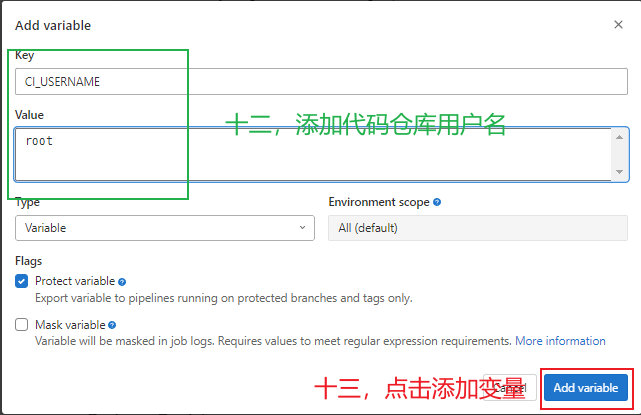 Add variable
Key
CI_USERNAME
Value
root
十二，添加代码仓库用户名
Type
Environment scope
Variable
All (default)
Flags
Protect variable
Export variable to pipelines running on protected branches and tags only.
Mask variable
Variable will be masked in job logs. Requires values to meet regular expression requirements. More information
十三，点击添加变量
Cancel
Add variable